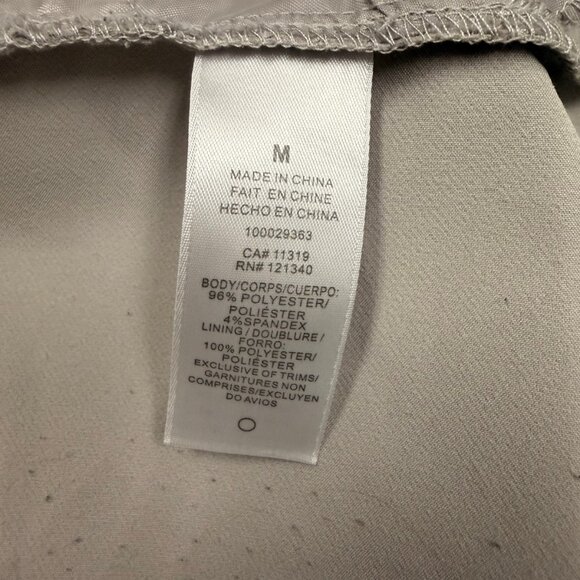 M
MADE IN CHINA
FAIT EN CHINE
HECHO EN CHINA
100029363
CA# 11319
RN# 121340
BODY/CORPS/CUERPO:
96% POLYESTER/
POLIÉSTER
4%SPANDEX
LINING / DOUBLURE /
FORRO:
100% POLYESTER/
POLIÉSTER
EXCLUSIVE OF TRIMS/
GARNITURES NON
COMPRISES/EXCLUYEN
DO AVIOS